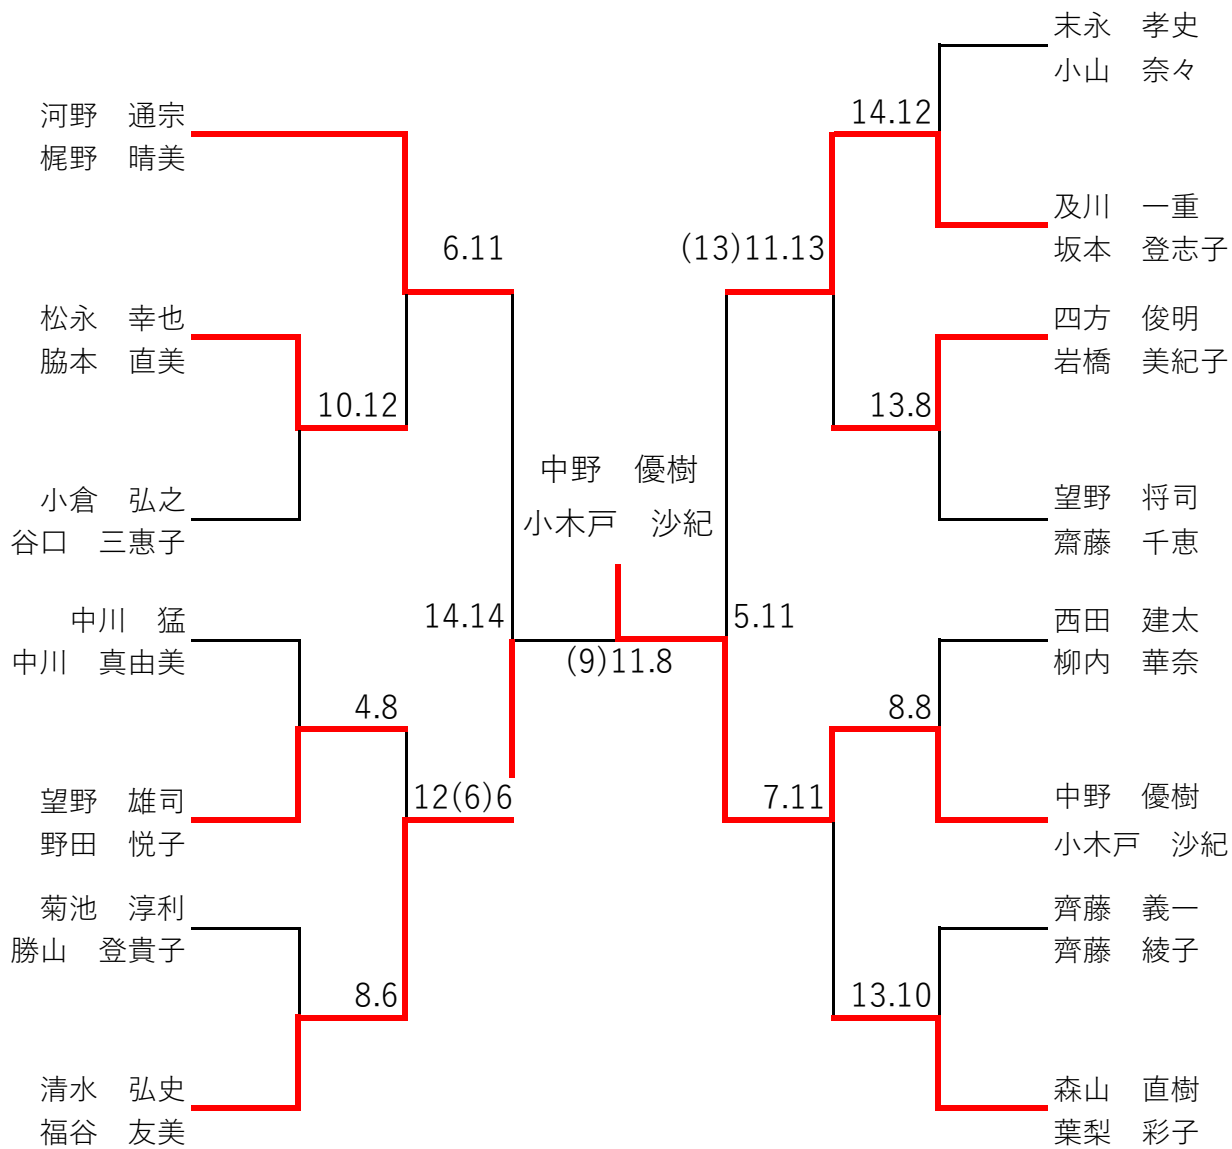 河野　通宗
梶野　晴美
6.11
松永　幸也
脇本　直美
10.12
小倉　弘之
谷口　三惠子
14.14
中川　猛
中川　真由美
4.8
望野　雄司
野田　悦子
12(6)6
菊池　淳利
勝山　登貴子
8.6
清水　弘史
福谷　友美
中野　優樹
小木戸　沙紀
(9)11.8
末永　孝史
小山　奈々
14.12
及川　一重
坂本　登志子
(13)11.13
四方　俊明
岩橋　美紀子
13.8
望野　将司
齋藤　千恵
5.11
西田　建太
柳内　華奈
8.8
中野　優樹
小木戸　沙紀
7.11
齊藤　義一
齊藤　綾子
13.10
森山　直樹
葉梨　彩子